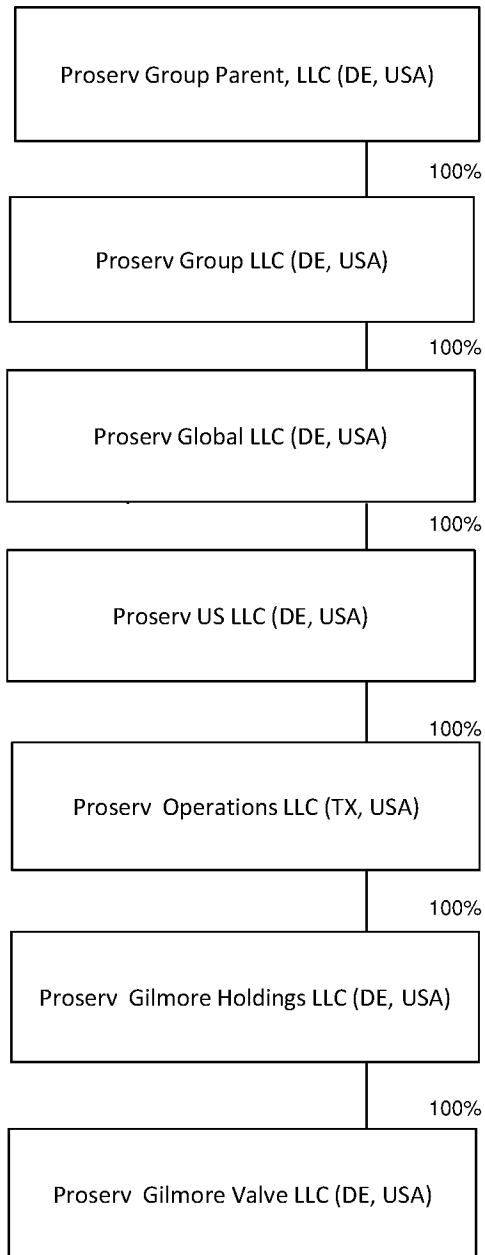 Proserv Group Parent, LLC (DE, USA)
100%
Proserv Group LLC (DE, USA)
100%
Proserv Global LLC (DE, USA)
100%
Proserv US LLC (DE, USA)
100%
Proserv Operations LLC (TX, USA)
100%
Proserv Gilmore Holdings LLC (DE, USA)
100%
Proserv Gilmore Valve LLC (DE, USA)